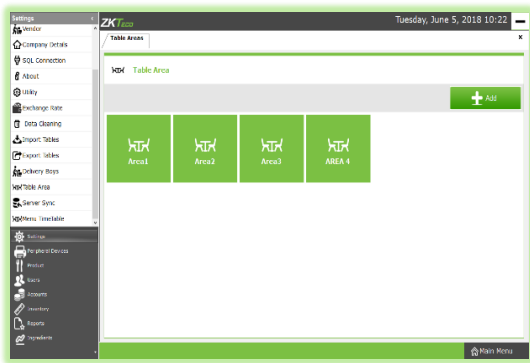 Settings
Vendor
Company Details
SQL Connection
About
Utility
Exchange Rate
Data Cleaning
Import Tables
Export Tables
Delivery Boys
Table Area
Server Sync
Menu TimeTable
Settings
Peripheral Devices
Product
Users
Accounts
Inventory
Reports
Ingredients
ZKTeco
Tuesday, June 5, 2018 10:22
Table Areas
x
Table Area
Add
Area1
Area2
Area3
AREA 4
Main Menu